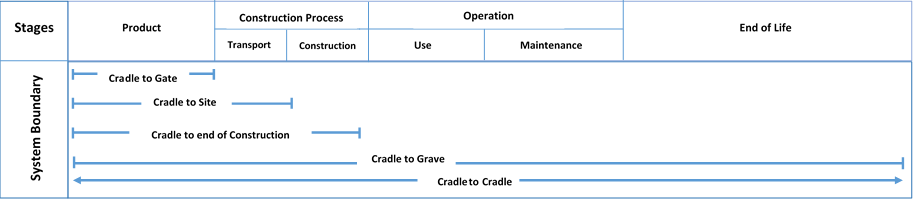 Stages
Product
Construction Process
Operation
End of Life
Transport
Construction
Use
Maintenance
System Boundary
Cradle to Gate
Cradle to Site
Cradle to end of Construction
Cradle to Grave
Cradle to Cradle